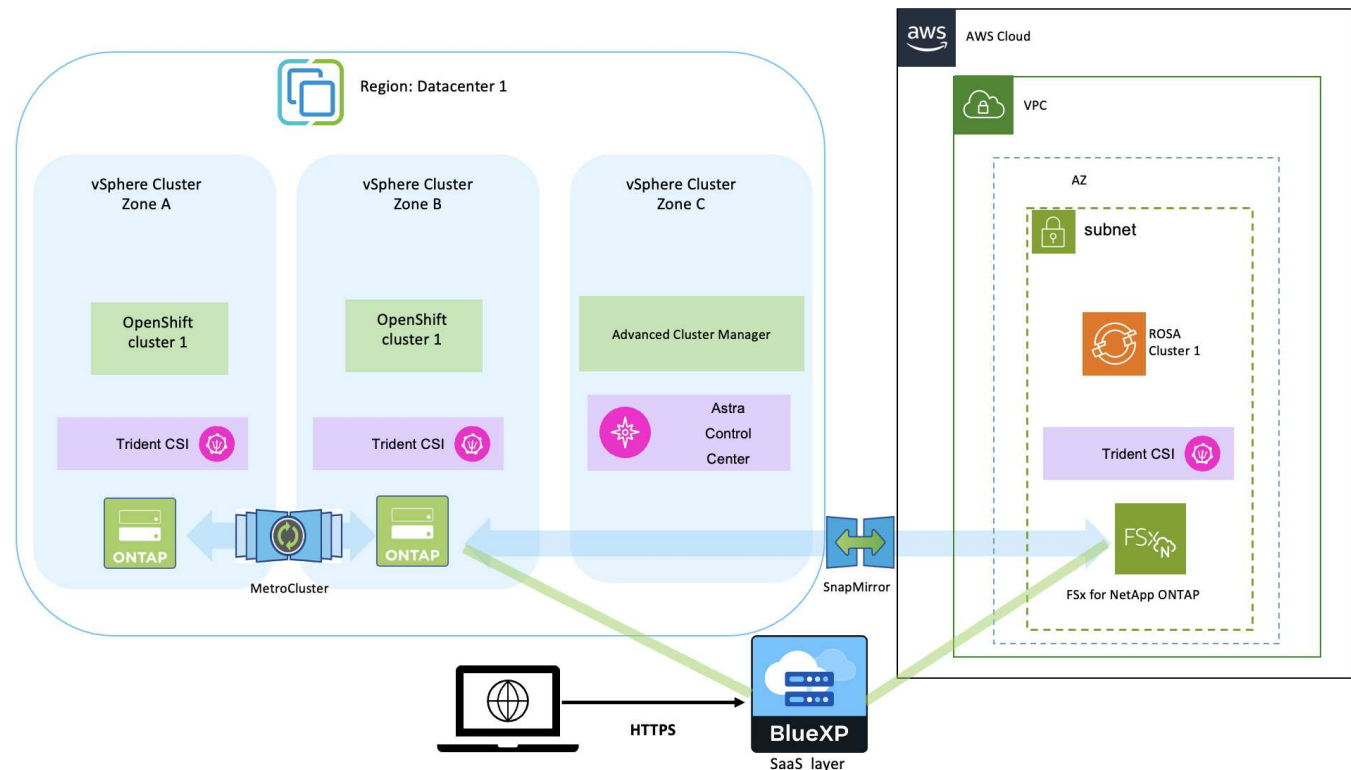 Region: Datacenter 1
vSphere Cluster
Zone A
vSphere Cluster
Zone B
vSphere Cluster
Zone C
OpenShift
cluster 1
OpenShift
cluster 1
Advanced Cluster Manager
Trident CSI
Trident CSI
Astra
Control
Center
ONTAP
ONTAP
MetroCluster
SnapMirror
aws
AWS Cloud
VPC
AZ
subnet
ROSA
Cluster 1
Trident CSI
FSx
N
FSx for NetApp ONTAP
HTTPS
BlueXP
SaaS layer